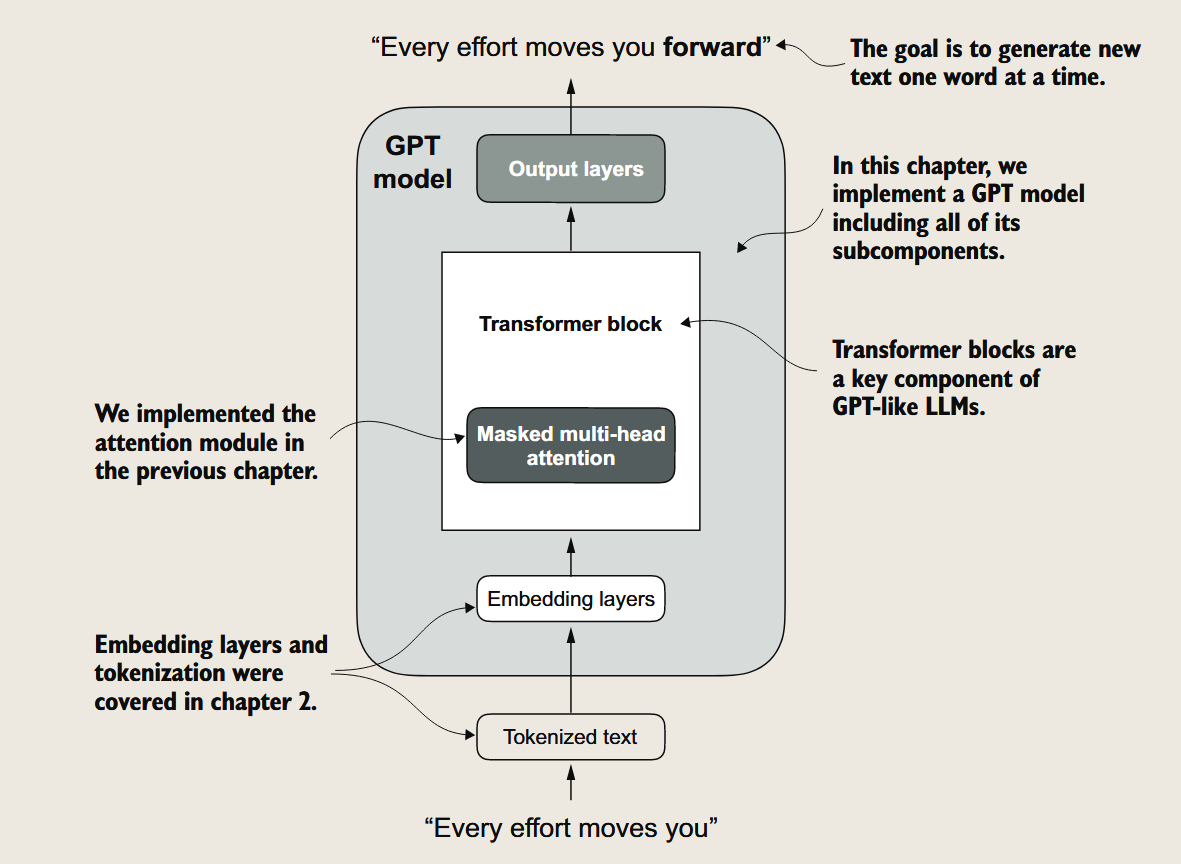 “Every effort moves you forward”
The goal is to generate new
text one word at a time.
GPT
model
Output layers
In this chapter, we
implement a GPT model
including all of its
subcomponents.
Transformer block
Transformer blocks are
a key component of
GPT-like LLMs.
We implemented the
attention module in
the previous chapter.
Masked multi-head
attention
Embedding layers
Embedding layers and
tokenization were
covered in chapter 2.
Tokenized text
“Every effort moves you”